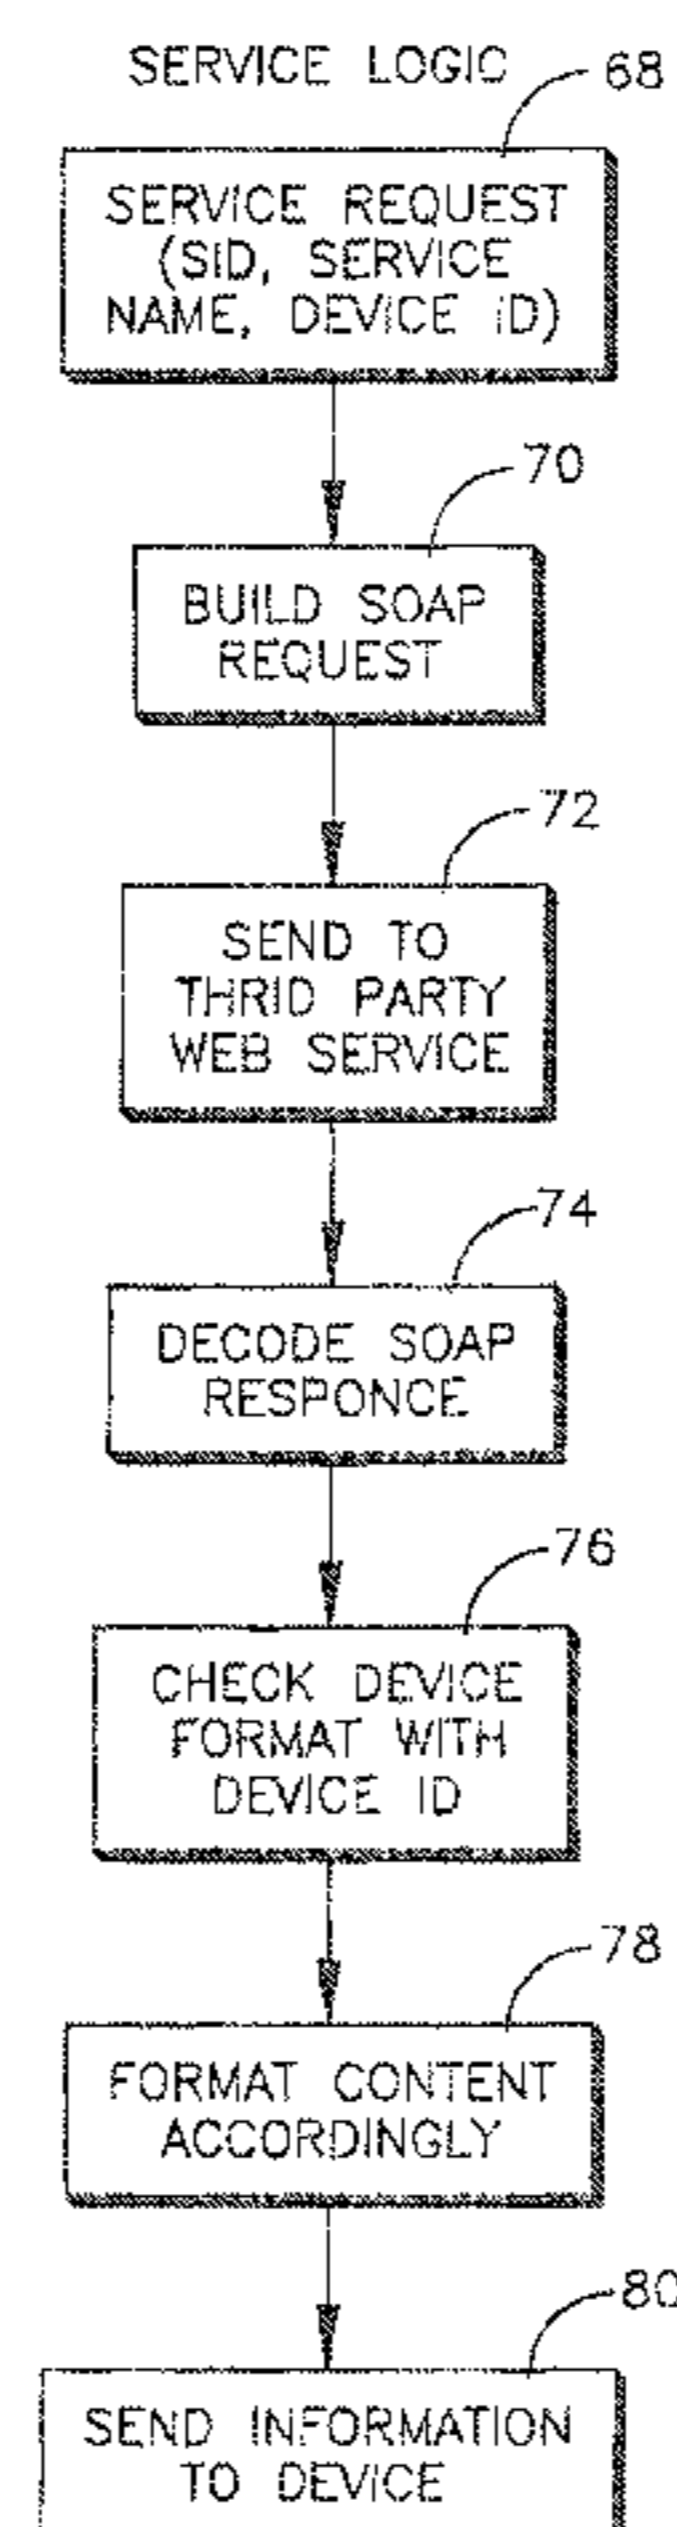 SERVICE LOGIC
68
SERVICE REQUEST
(SID, SERVICE
NAME, DEVICE ID)
70
BUILD SOAP
REQUEST
72
SEND TO
THRID PARTY
WEB SERVICE
74
DECODE SOAP
RESPONCE
76
CHECK DEVICE
FORMAT WITH
DEVICE ID
78
FORMAT CONTENT
ACCORDINGLY
80
SEND INFORMATION
TO DEVICE